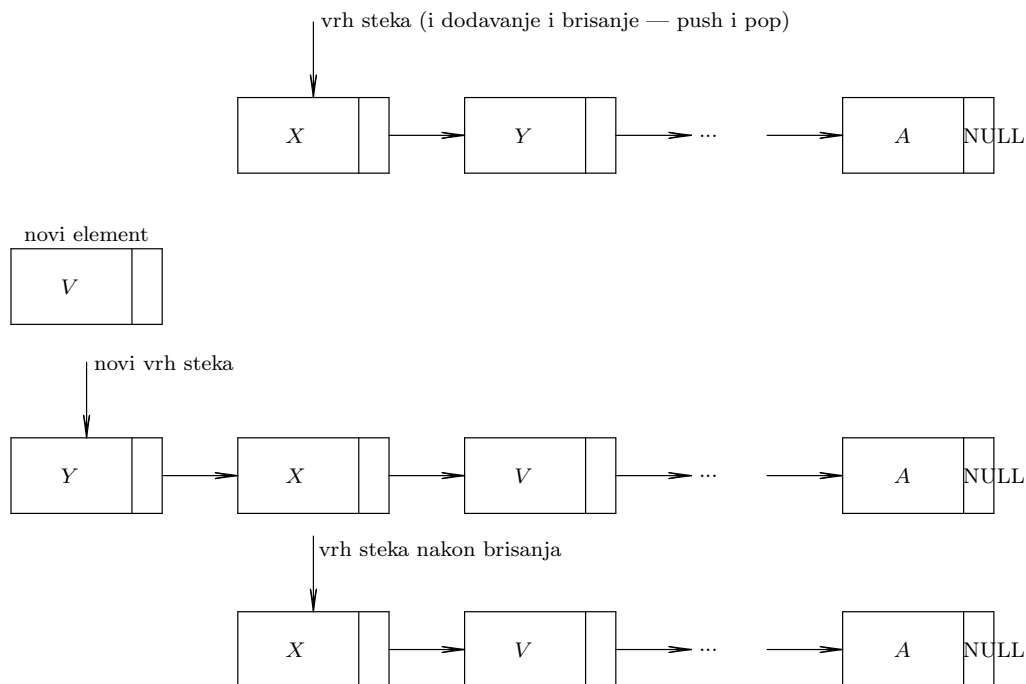 vrh steka (i dodavanje i brisanje — push i pop)
X Y ... A NULL
novi element
V
novi vrh steka
Y X V ... A NULL
vrh steka nakon brisanja
X V ... A NULL